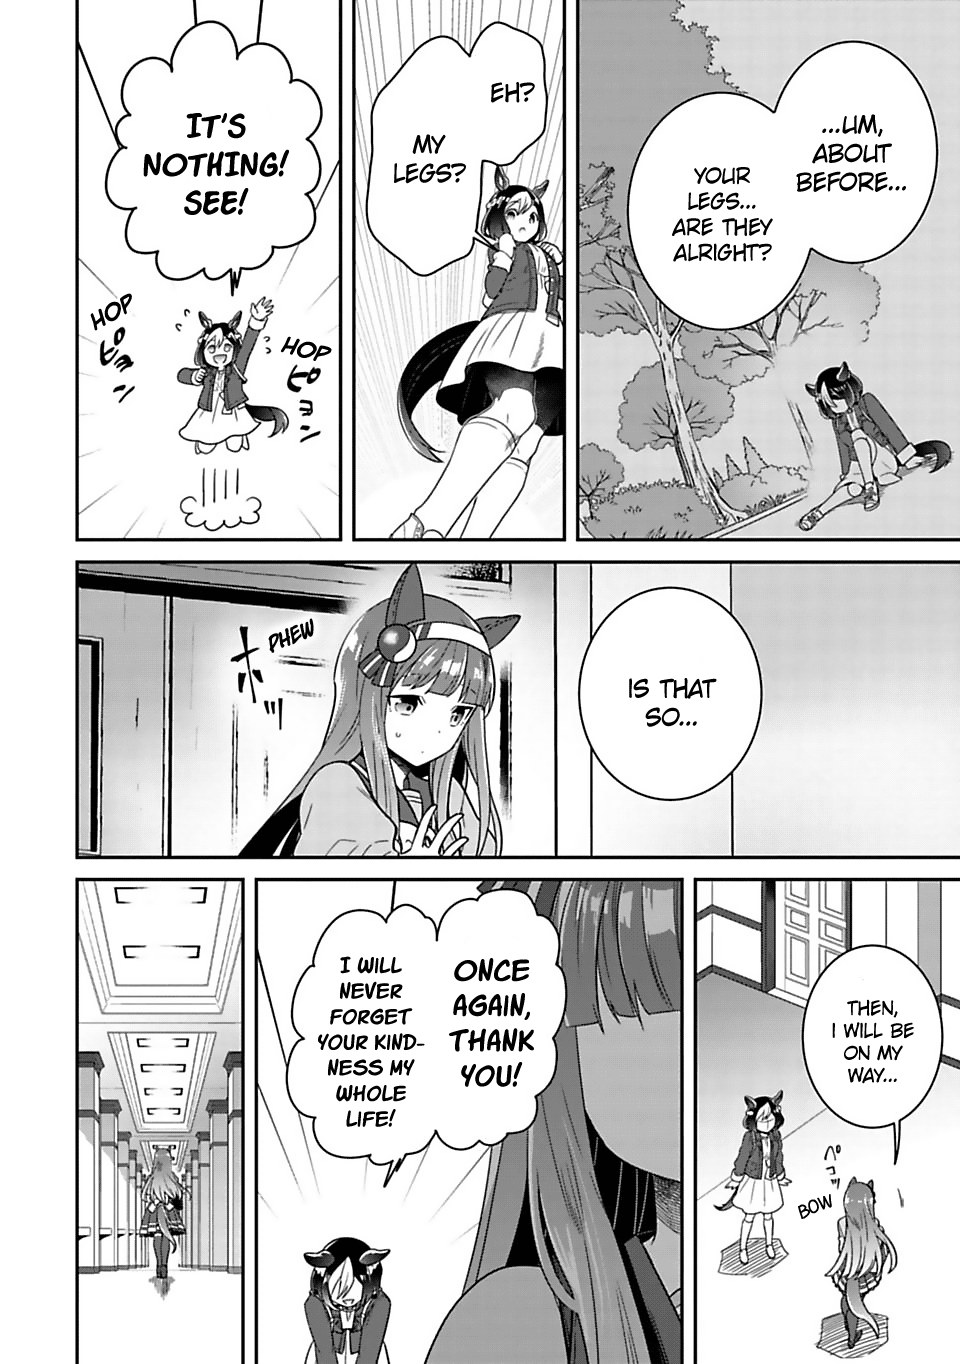 ...UM,
ABOUT
BEFORE...
YOUR
LEGS...
ARE THEY
ALRIGHT?
EH?
MY
LEGS?
IT'S
NOTHING!
SEE!
HOP
ピョン
HOP
ピョン
IS THAT
SO...
PHEW
ホッ
THEN,
I WILL BE
ON MY
WAY...
ペコッ
BOW
ONCE
AGAIN,
THANK
YOU!
I WILL
NEVER
FORGET
YOUR KIND-
NESS MY
WHOLE
LIFE!